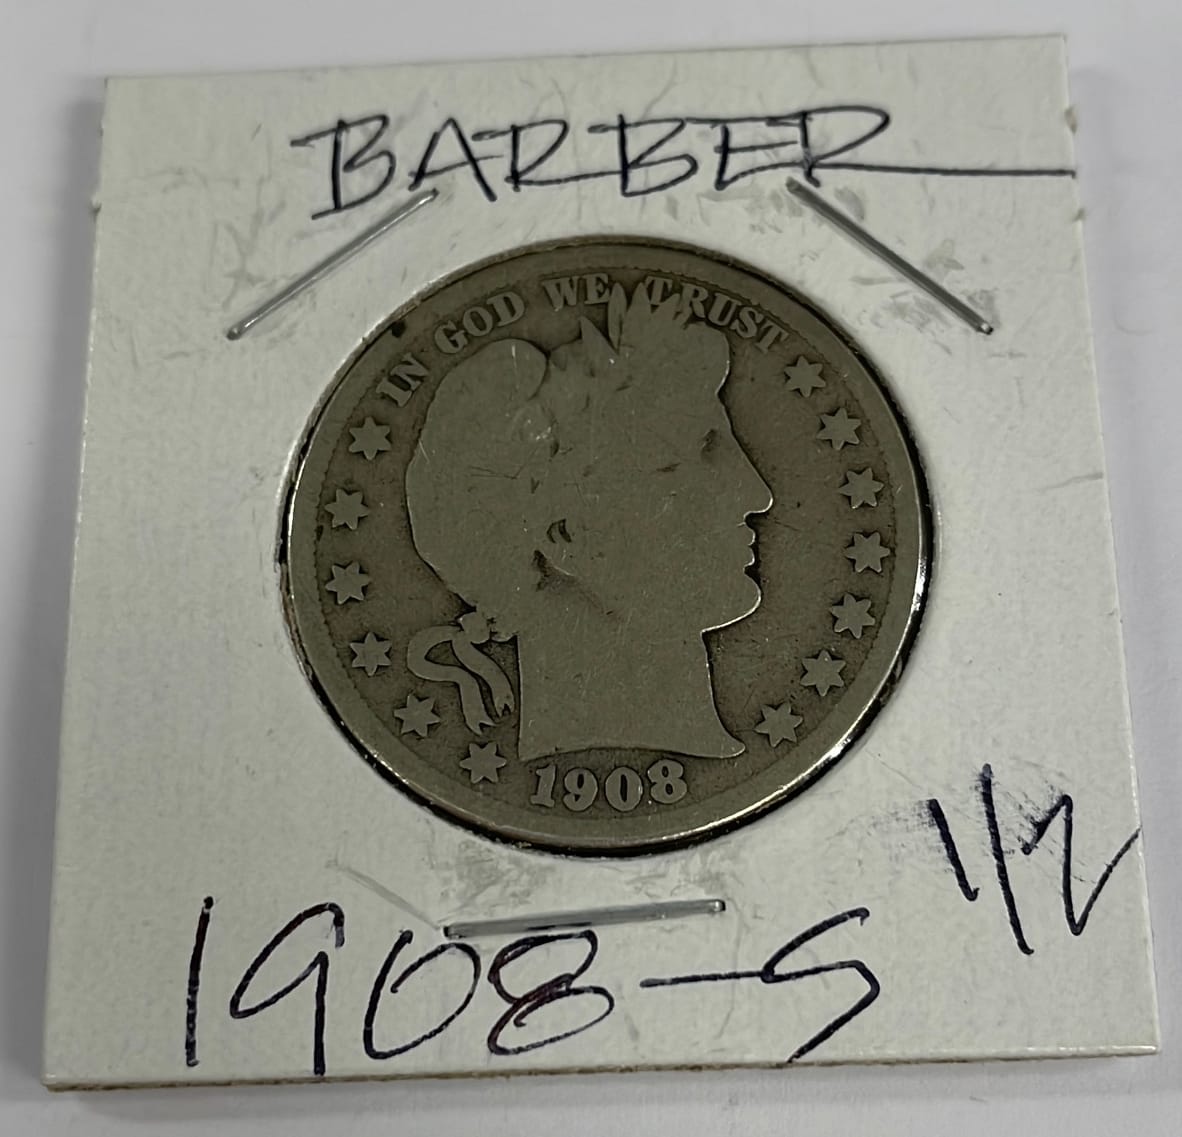 BARBER
IN GOD WE TRUST
1908
1/2
1908-S